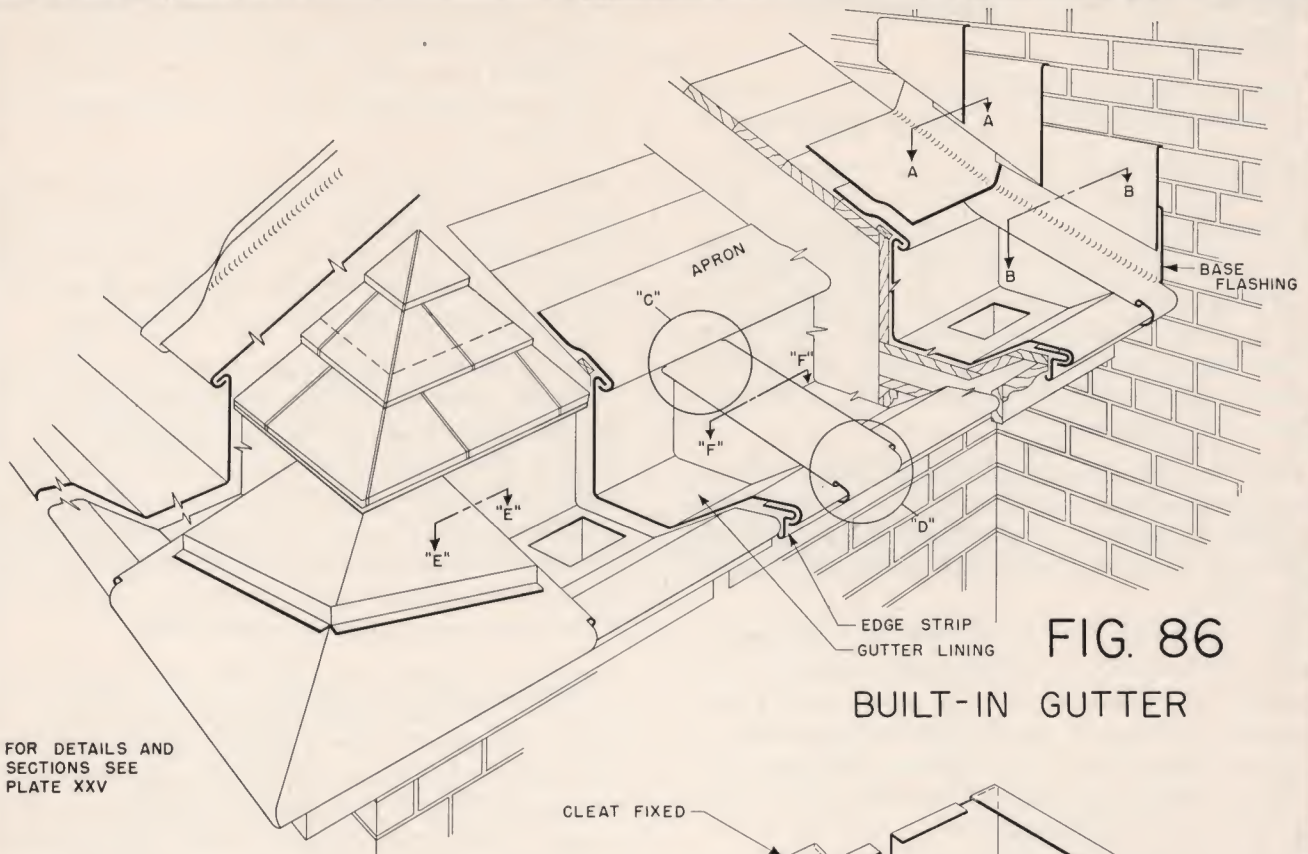 A
A
B
B
BASE
FLASHING
APRON
"C"
"F"
"F"
"E"
"E"
"D"
EDGE STRIP
GUTTER LINING
FIG. 86
BUILT-IN GUTTER
FOR DETAILS AND
SECTIONS SEE
PLATE XXV
CLEAT FIXED